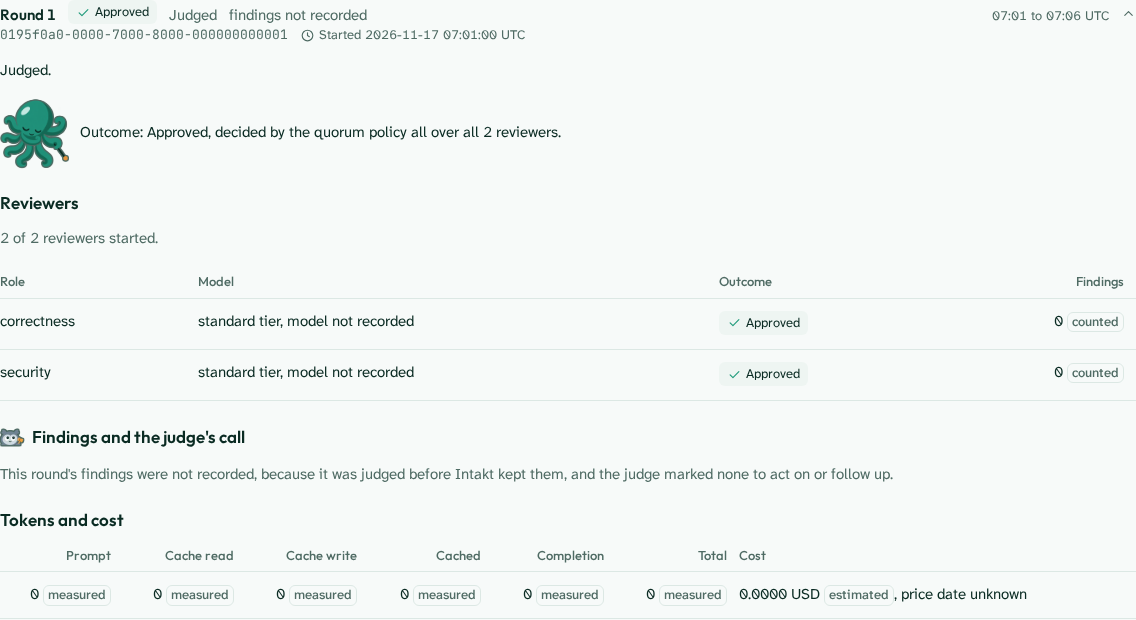 Round 1 Approved Judged findings not recorded 07:01 to 07:06 UTC
0195f0a0-0000-7000-8000-000000000001 Started 2026-11-17 07:01:00 UTC
Judged.
Outcome: Approved, decided by the quorum policy all over all 2 reviewers.
Reviewers
2 of 2 reviewers started.
Role Model Outcome Findings
correctness standard tier, model not recorded Approved 0 counted
security standard tier, model not recorded Approved 0 counted
Findings and the judge's call
This round's findings were not recorded, because it was judged before Intakt kept them, and the judge marked none to act on or follow up.
Tokens and cost
Prompt Cache read Cache write Cached Completion Total Cost
0 measured 0 measured 0 measured 0 measured 0 measured 0 measured 0.0000 USD estimated, price date unknown